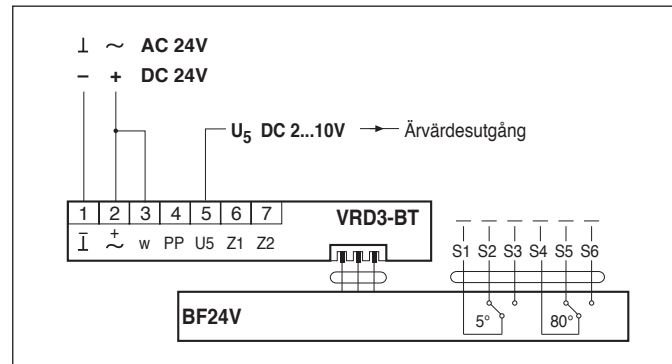 ⊥ ~ AC 24V
– + DC 24V
U5 DC 2...10V Ärvärdesutgång
1 2 3 4 5 6 7
VRD3-BT
⊥ ~ w PP U5 Z1 Z2
– +
S1 S2 S3 S4 S5 S6
BF24V
5° 80°